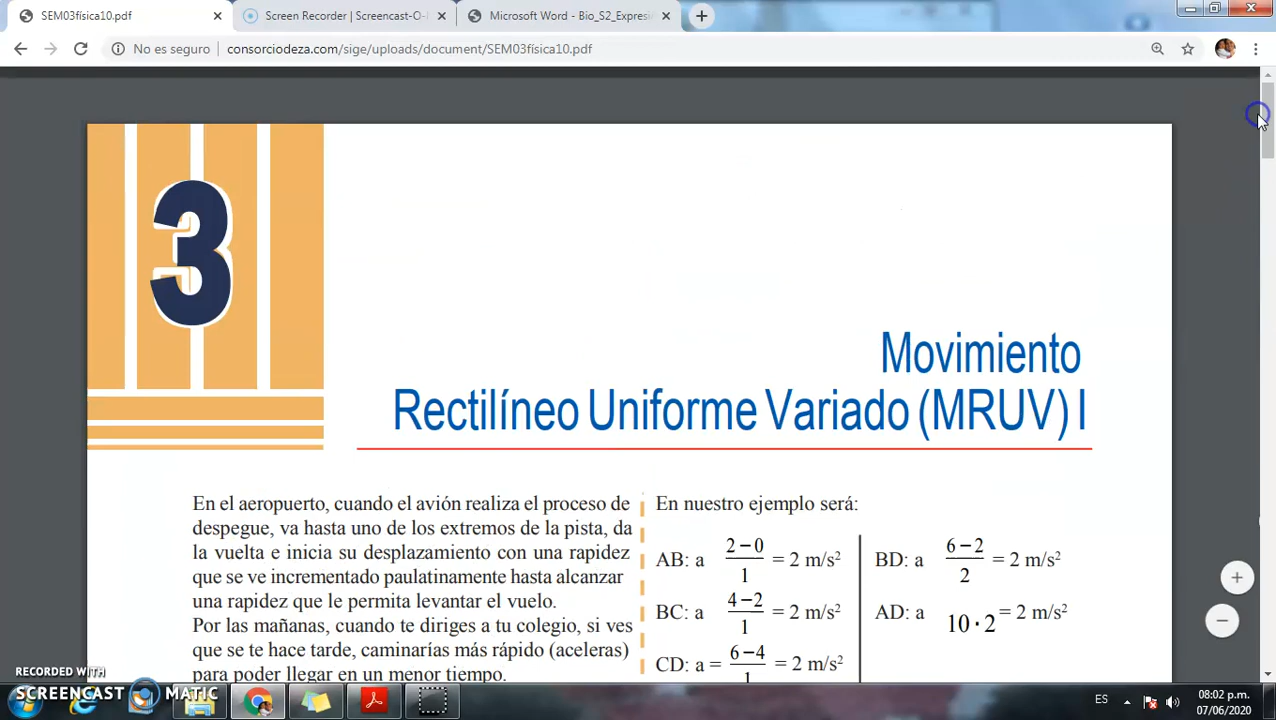 SEM03física10.pdf
Screen Recorder | Screencast-O-
Microsoft Word - Bio_S2_Expresi
No es seguro
consorciodeza.com/sige/uploads/document/SEM03física10.pdf
3
Movimiento
Rectilíneo Uniforme Variado (MRUV) I
En el aeropuerto, cuando el avión realiza el proceso de
despegue, va hasta uno de los extremos de la pista, da
la vuelta e inicia su desplazamiento con una rapidez
que se ve incrementado paulatinamente hasta alcanzar
una rapidez que le permita levantar el vuelo.
Por las mañanas, cuando te diriges a tu colegio, si ves
que se te hace tarde, caminarías más rápido (aceleras)
para poder llegar en un menor tiempo.
En nuestro ejemplo será:
AB: a 2−0/1 = 2 m/s²
BC: a 4−2/1 = 2 m/s²
CD: a = 6−4/1 = 2 m/s²
BD: a 6−2/2 = 2 m/s²
AD: a 10·2 = 2 m/s²
RECORDED WITH
SCREENCAST MATIC
ES
08:02 p.m.
07/06/2020